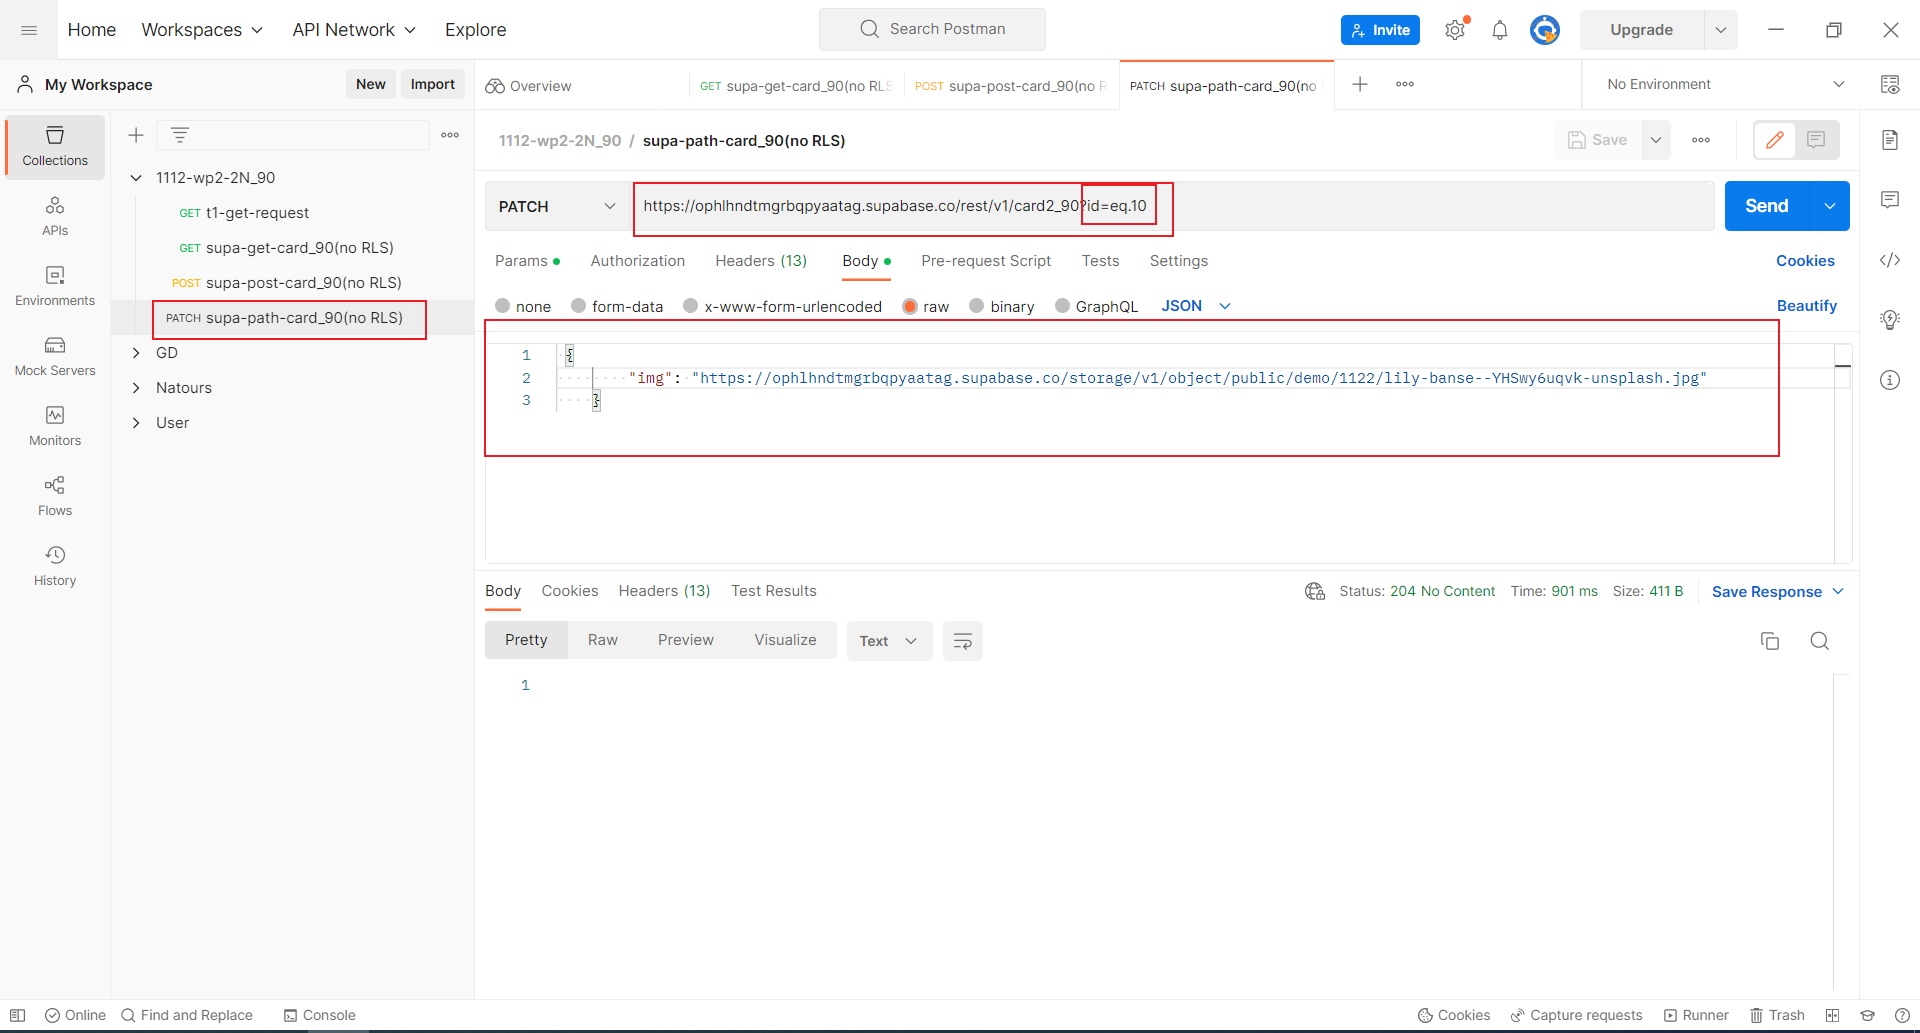 Home Workspaces API Network Explore Search Postman Invite Upgrade
My Workspace New Import Overview GET supa-get-card_90(no RLS POST supa-post-card_90(no R PATCH supa-path-card_90(no No Environment
Collections
APIs
Environments
Mock Servers
Monitors
Flows
History
1112-wp2-2N_90
GET t1-get-request
GET supa-get-card_90(no RLS)
POST supa-post-card_90(no RLS)
PATCH supa-path-card_90(no RLS)
GD
Natours
User
1112-wp2-2N_90 / supa-path-card_90(no RLS) Save
PATCH https://ophlhndtmgrbqpyaatag.supabase.co/rest/v1/card2_90?id=eq.10 Send
Params Authorization Headers (13) Body Pre-request Script Tests Settings Cookies
none form-data x-www-form-urlencoded raw binary GraphQL JSON Beautify
1 {
2 "img": "https://ophlhndtmgrbqpyaatag.supabase.co/storage/v1/object/public/demo/1122/lily-banse--YHSwy6uqvk-unsplash.jpg"
3 }
Body Cookies Headers (13) Test Results Status: 204 No Content Time: 901 ms Size: 411 B Save Response
Pretty Raw Preview Visualize Text
1
Online Find and Replace Console Cookies Capture requests Runner Trash